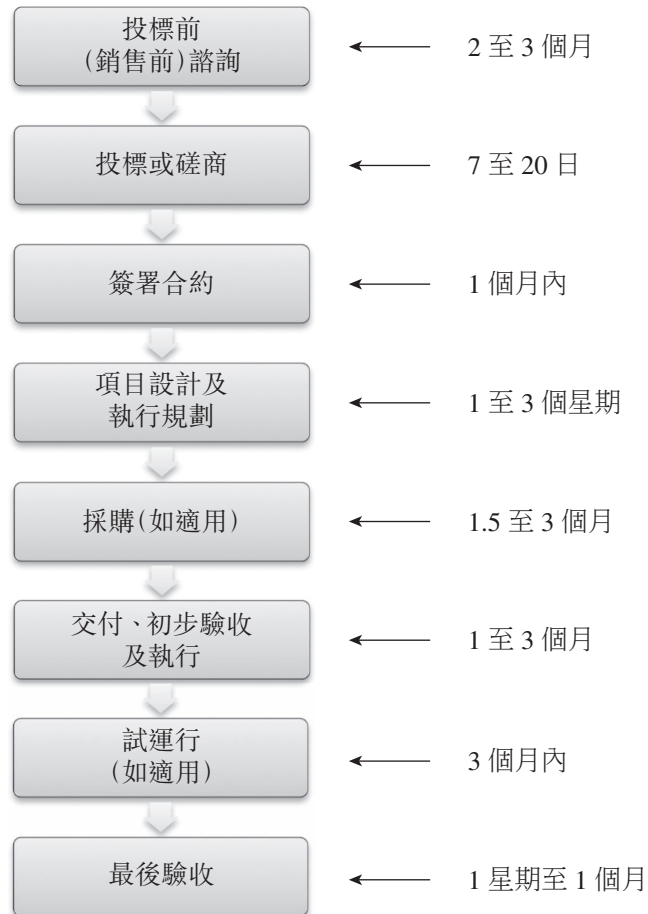 投標前
(銷售前)諮詢
2 至 3 個月
投標或磋商
7 至 20 日
簽署合約
1 個月內
項目設計及
執行規劃
1 至 3 個星期
採購(如適用)
1.5 至 3 個月
交付、初步驗收
及執行
1 至 3 個月
試運行
(如適用)
3 個月內
最後驗收
1 星期至 1 個月